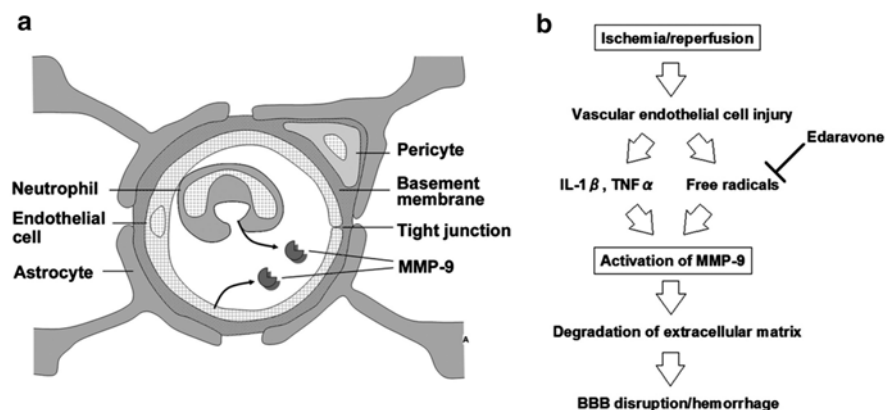 a
Neutrophil
Endothelial
cell
Astrocyte
Pericyte
Basement
membrane
Tight junction
MMP-9
A
b
Ischemia/reperfusion
Vascular endothelial cell injury
Edaravone
IL-1β, TNFα
Free radicals
Activation of MMP-9
Degradation of extracellular matrix
BBB disruption/hemorrhage